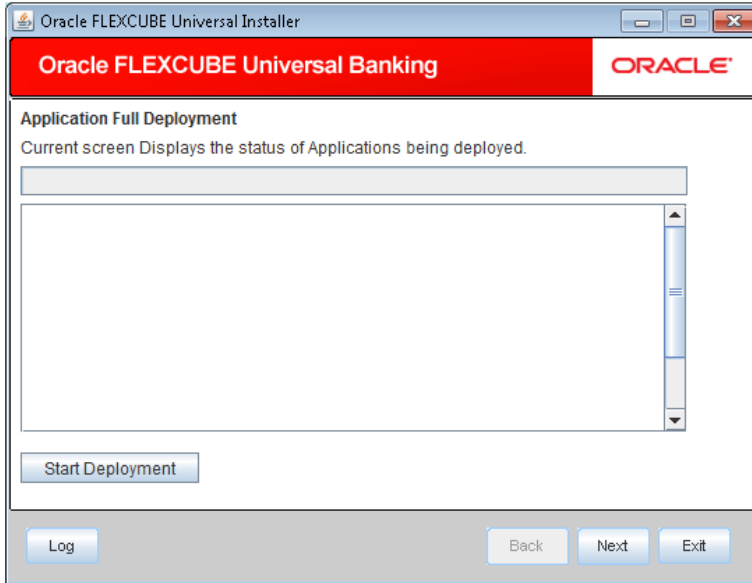 Oracle FLEXCUBE Universal Installer
Oracle FLEXCUBE Universal Banking
ORACLE
Application Full Deployment
Current screen Displays the status of Applications being deployed.
Start Deployment
Log
Back
Next
Exit